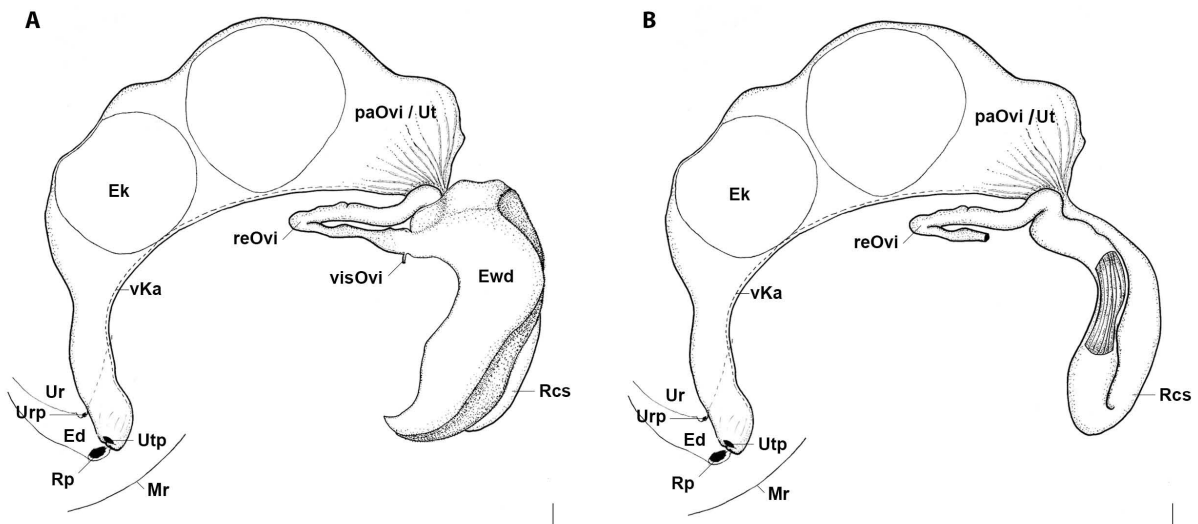 A
paOvi / Ut
Ek
reOvi
visOvi
Ewd
vKa
Ur
Rcs
Urp
Ed
Utp
Rp
Mr
B
paOvi /Ut
Ek
reOvi
vKa
Ur
Rcs
Urp
Ed
Utp
Rp
Mr